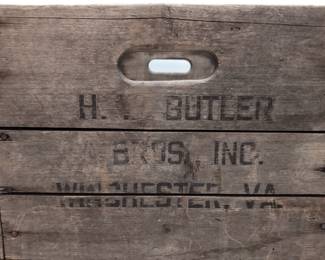 H. BUTLER
BROS, INC.
WINCHESTER, VA.